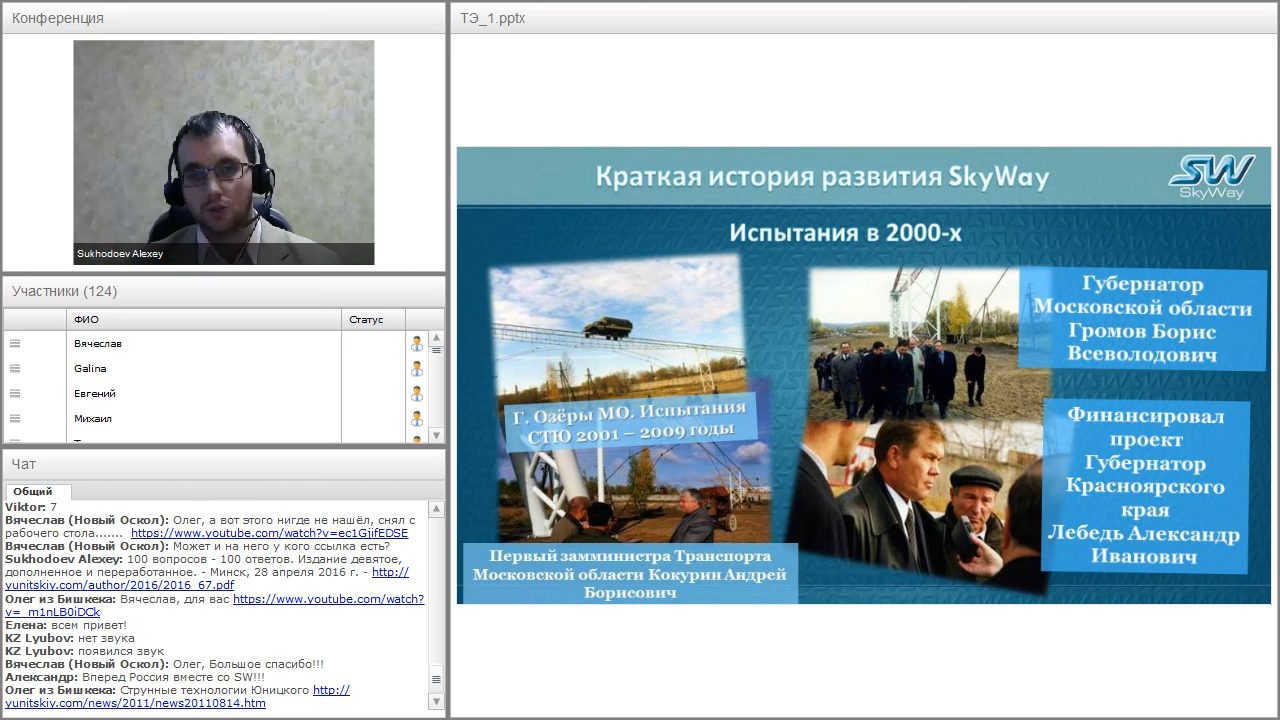 Конференция
Sukhodoev Alexey
Участники (124)
ФИО
Статус
Вячеслав
Galina
Евгений
Михаил
Чат
Общий
Viktor: 7
Вячеслав (Новый Оскол): Олег, а вот этого нигде не нашёл, снял с
рабочего стола....... https://www.youtube.com/watch?v=ec1GjifEDSE
Вячеслав (Новый Оскол): Может и на него у кого ссылка есть?
Sukhodoev Alexey: 100 вопросов - 100 ответов. Издание девятое,
дополненное и переработанное. - Минск, 28 апреля 2016 г. - http://
yunitskiy.com/author/2016/2016_67.pdf
Олег из Бишкека: Вячеслав, для вас https://www.youtube.com/watch?
v=_m1nLB0iDCk
Елена: всем привет!
KZ Lyubov: нет звука
KZ Lyubov: появился звук
Вячеслав (Новый Оскол): Олег, Большое спасибо!!!
Александр: Вперед Россия вместе со SW!!!
Олег из Бишкека: Струнные технологии Юницкого http://
yunitskiy.com/news/2011/news20110814.htm
ТЭ_1.pptx
Краткая история развития SkyWay
SW
SkyWay
Испытания в 2000-х
Г. Озёры МО. Испытания
СТЮ 2001 – 2009 годы
Первый замминистра Транспорта
Московской области Кокурин Андрей
Борисович
Губернатор
Московской области
Громов Борис
Всеволодович
Финансировал
проект
Губернатор
Красноярского
края
Лебедь Александр
Иванович